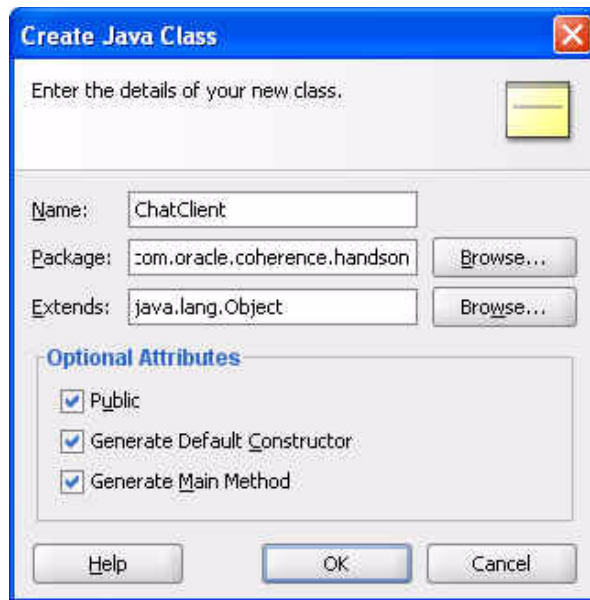 Create Java Class
Enter the details of your new class.
Name: ChatClient
Package: com.oracle.coherence.handson Browse...
Extends: java.lang.Object Browse...
Optional Attributes
Public
Generate Default Constructor
Generate Main Method
Help OK Cancel